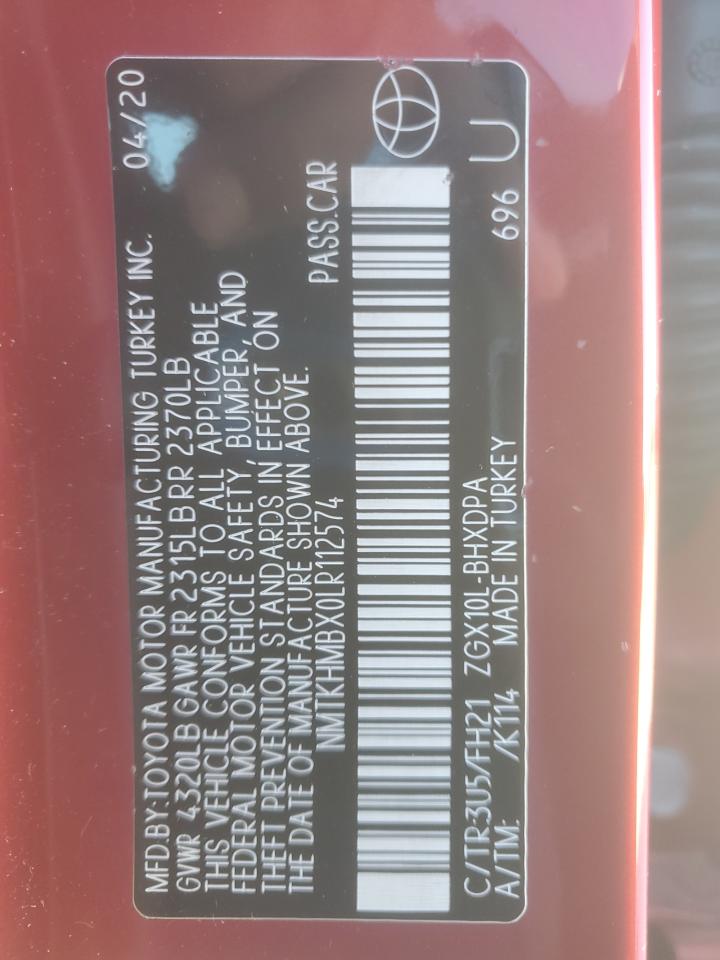 MFD.BY:TOYOTA MOTOR MANUFACTURING TURKEY INC. 04/20
GVWR 4320LB GAWR FR 2315LB RR 2370LB
THIS VEHICLE CONFORMS TO ALL APPLICABLE
FEDERAL MOTOR VEHICLE SAFETY, BUMPER, AND
THEFT PREVENTION STANDARDS IN EFFECT ON
THE DATE OF MANUFACTURE SHOWN ABOVE.
NMTKHMBX0LR112574 PASS.CAR
C/TR3U5/FH21 ZGX10L-BHXDPA
A/TM: /K114 MADE IN TURKEY 696 U